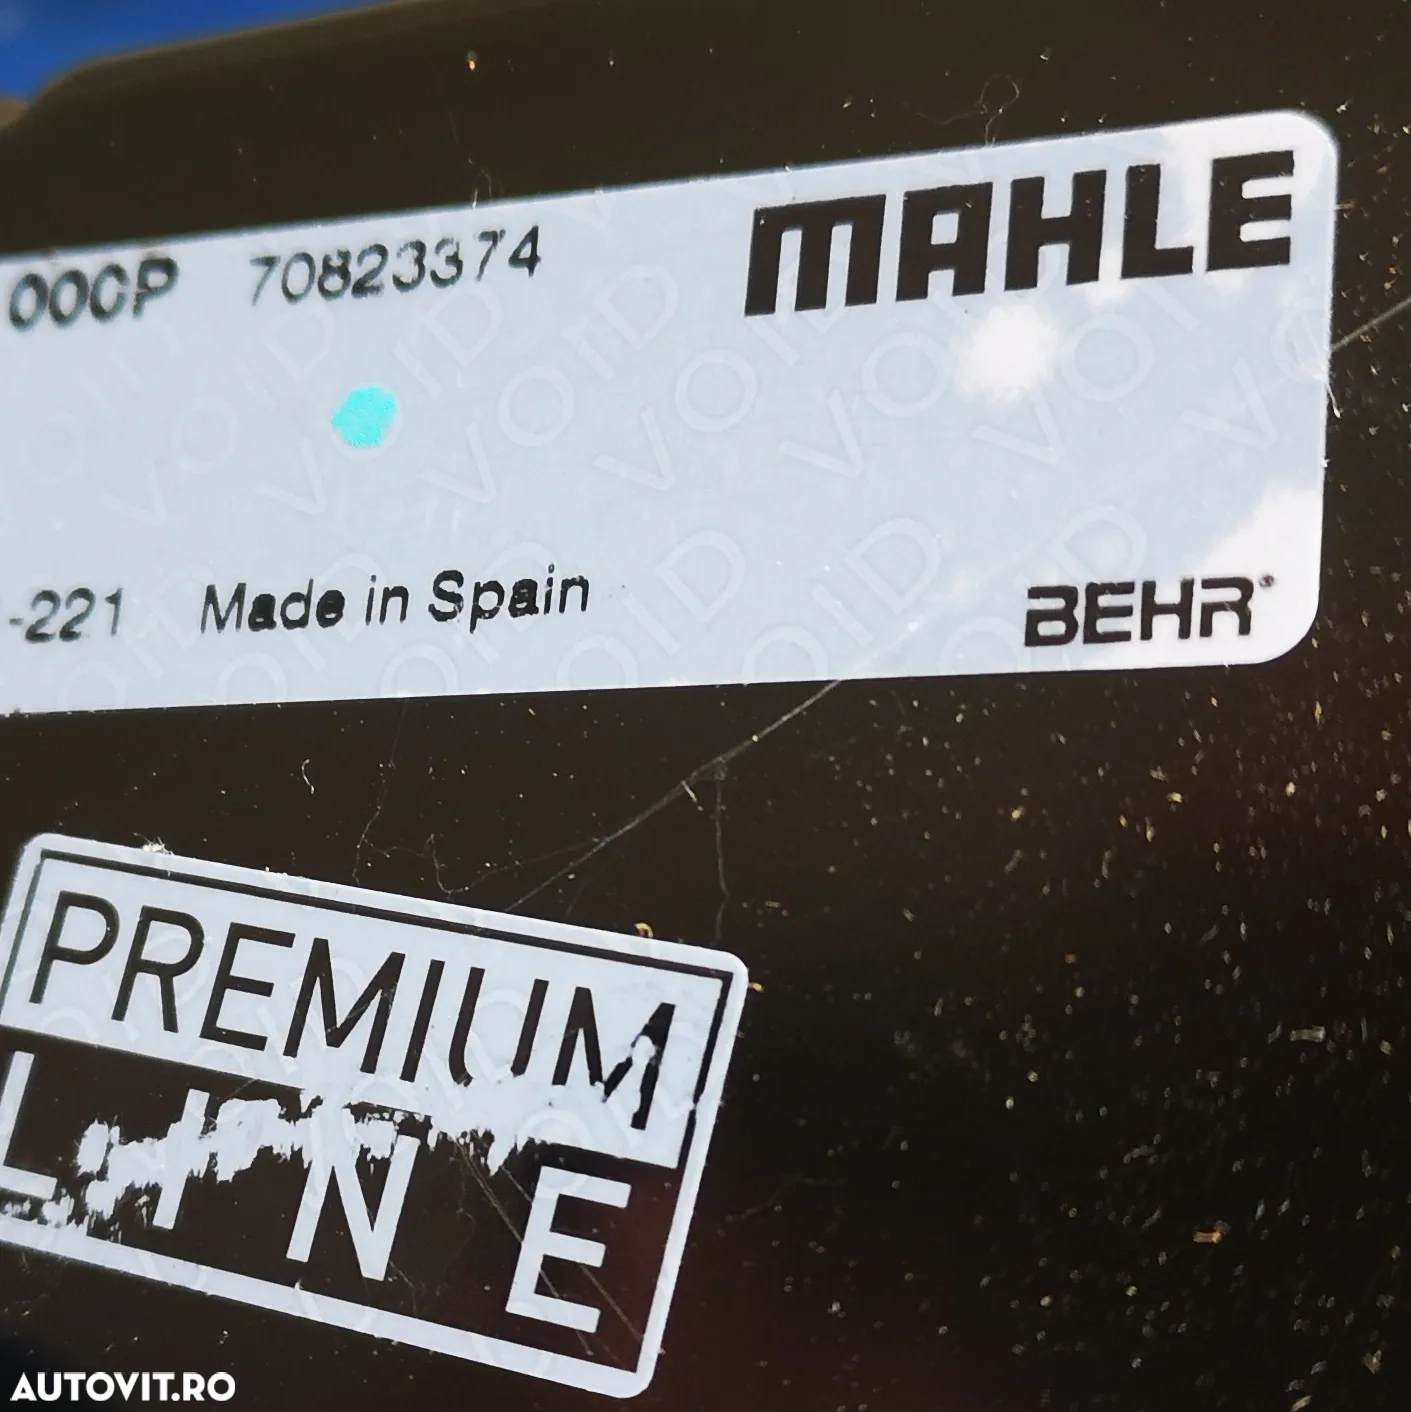 000P 70823374
MAHLE
-221 Made in Spain
BEHR®
PREMIUM
LINE
AUTOVIT.RO